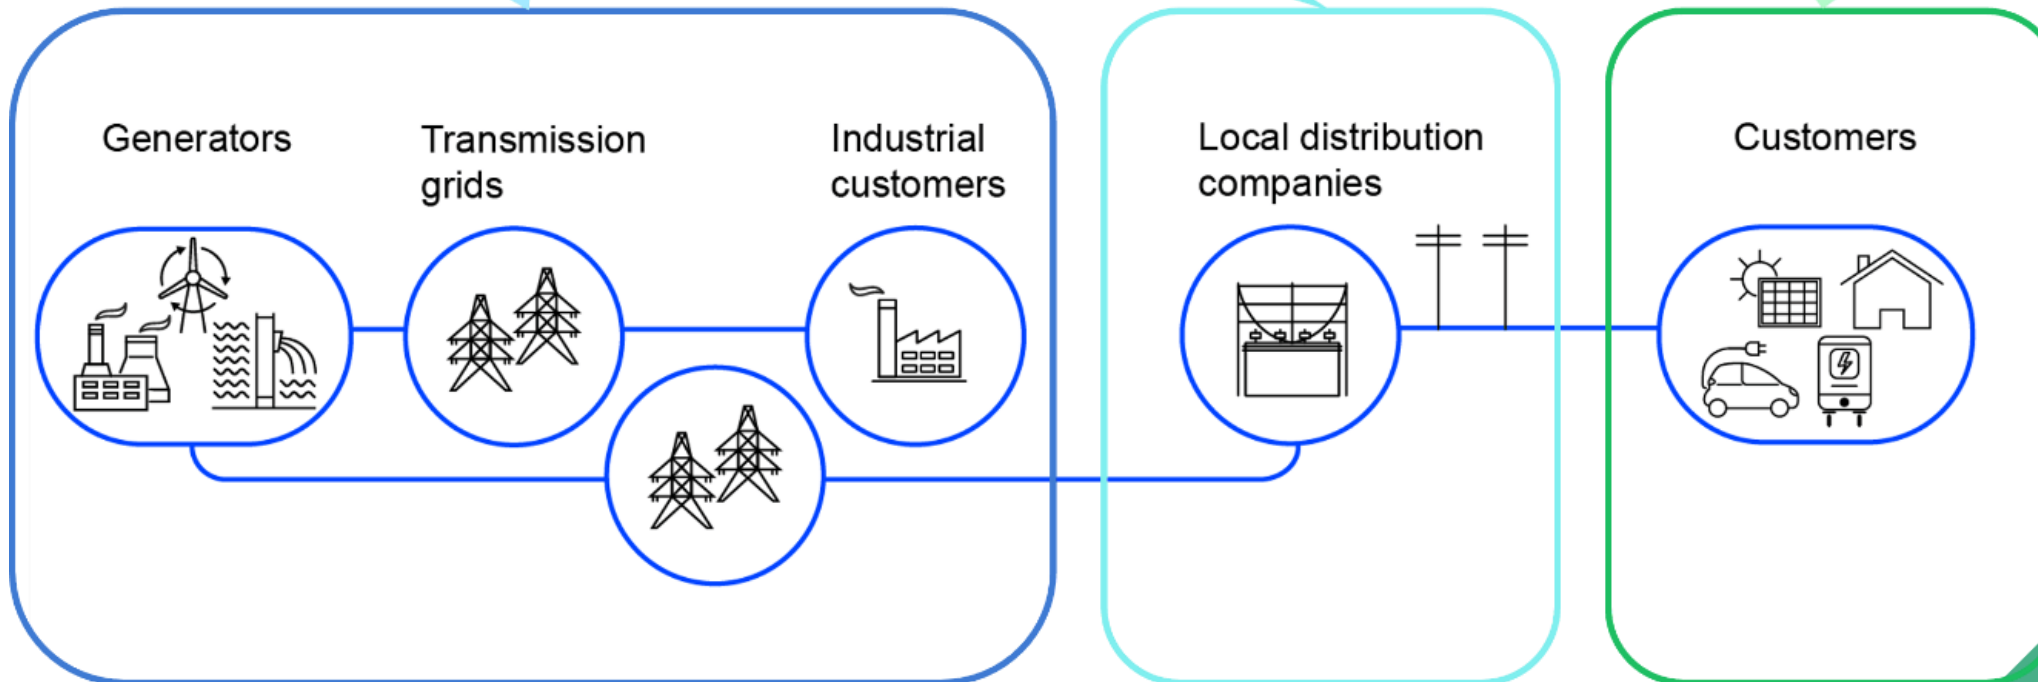 Generators
Transmission
grids
Industrial
customers
Local distribution
companies
Customers